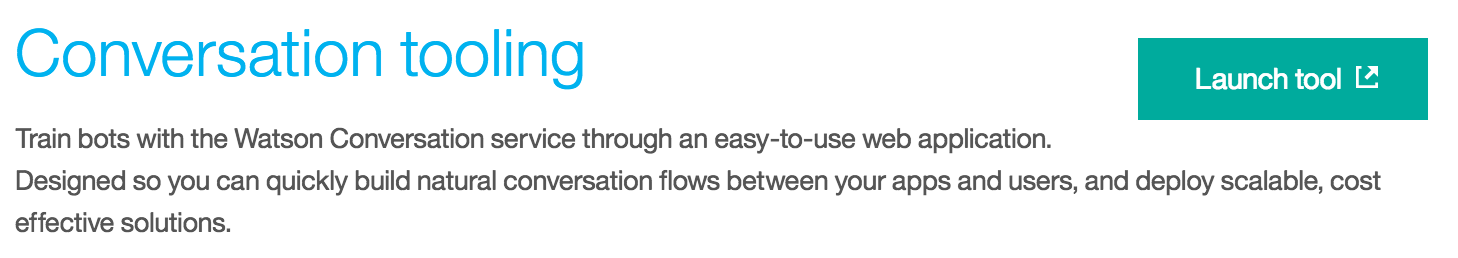 Conversation tooling
Launch tool
Train bots with the Watson Conversation service through an easy-to-use web application.
Designed so you can quickly build natural conversation flows between your apps and users, and deploy scalable, cost
effective solutions.